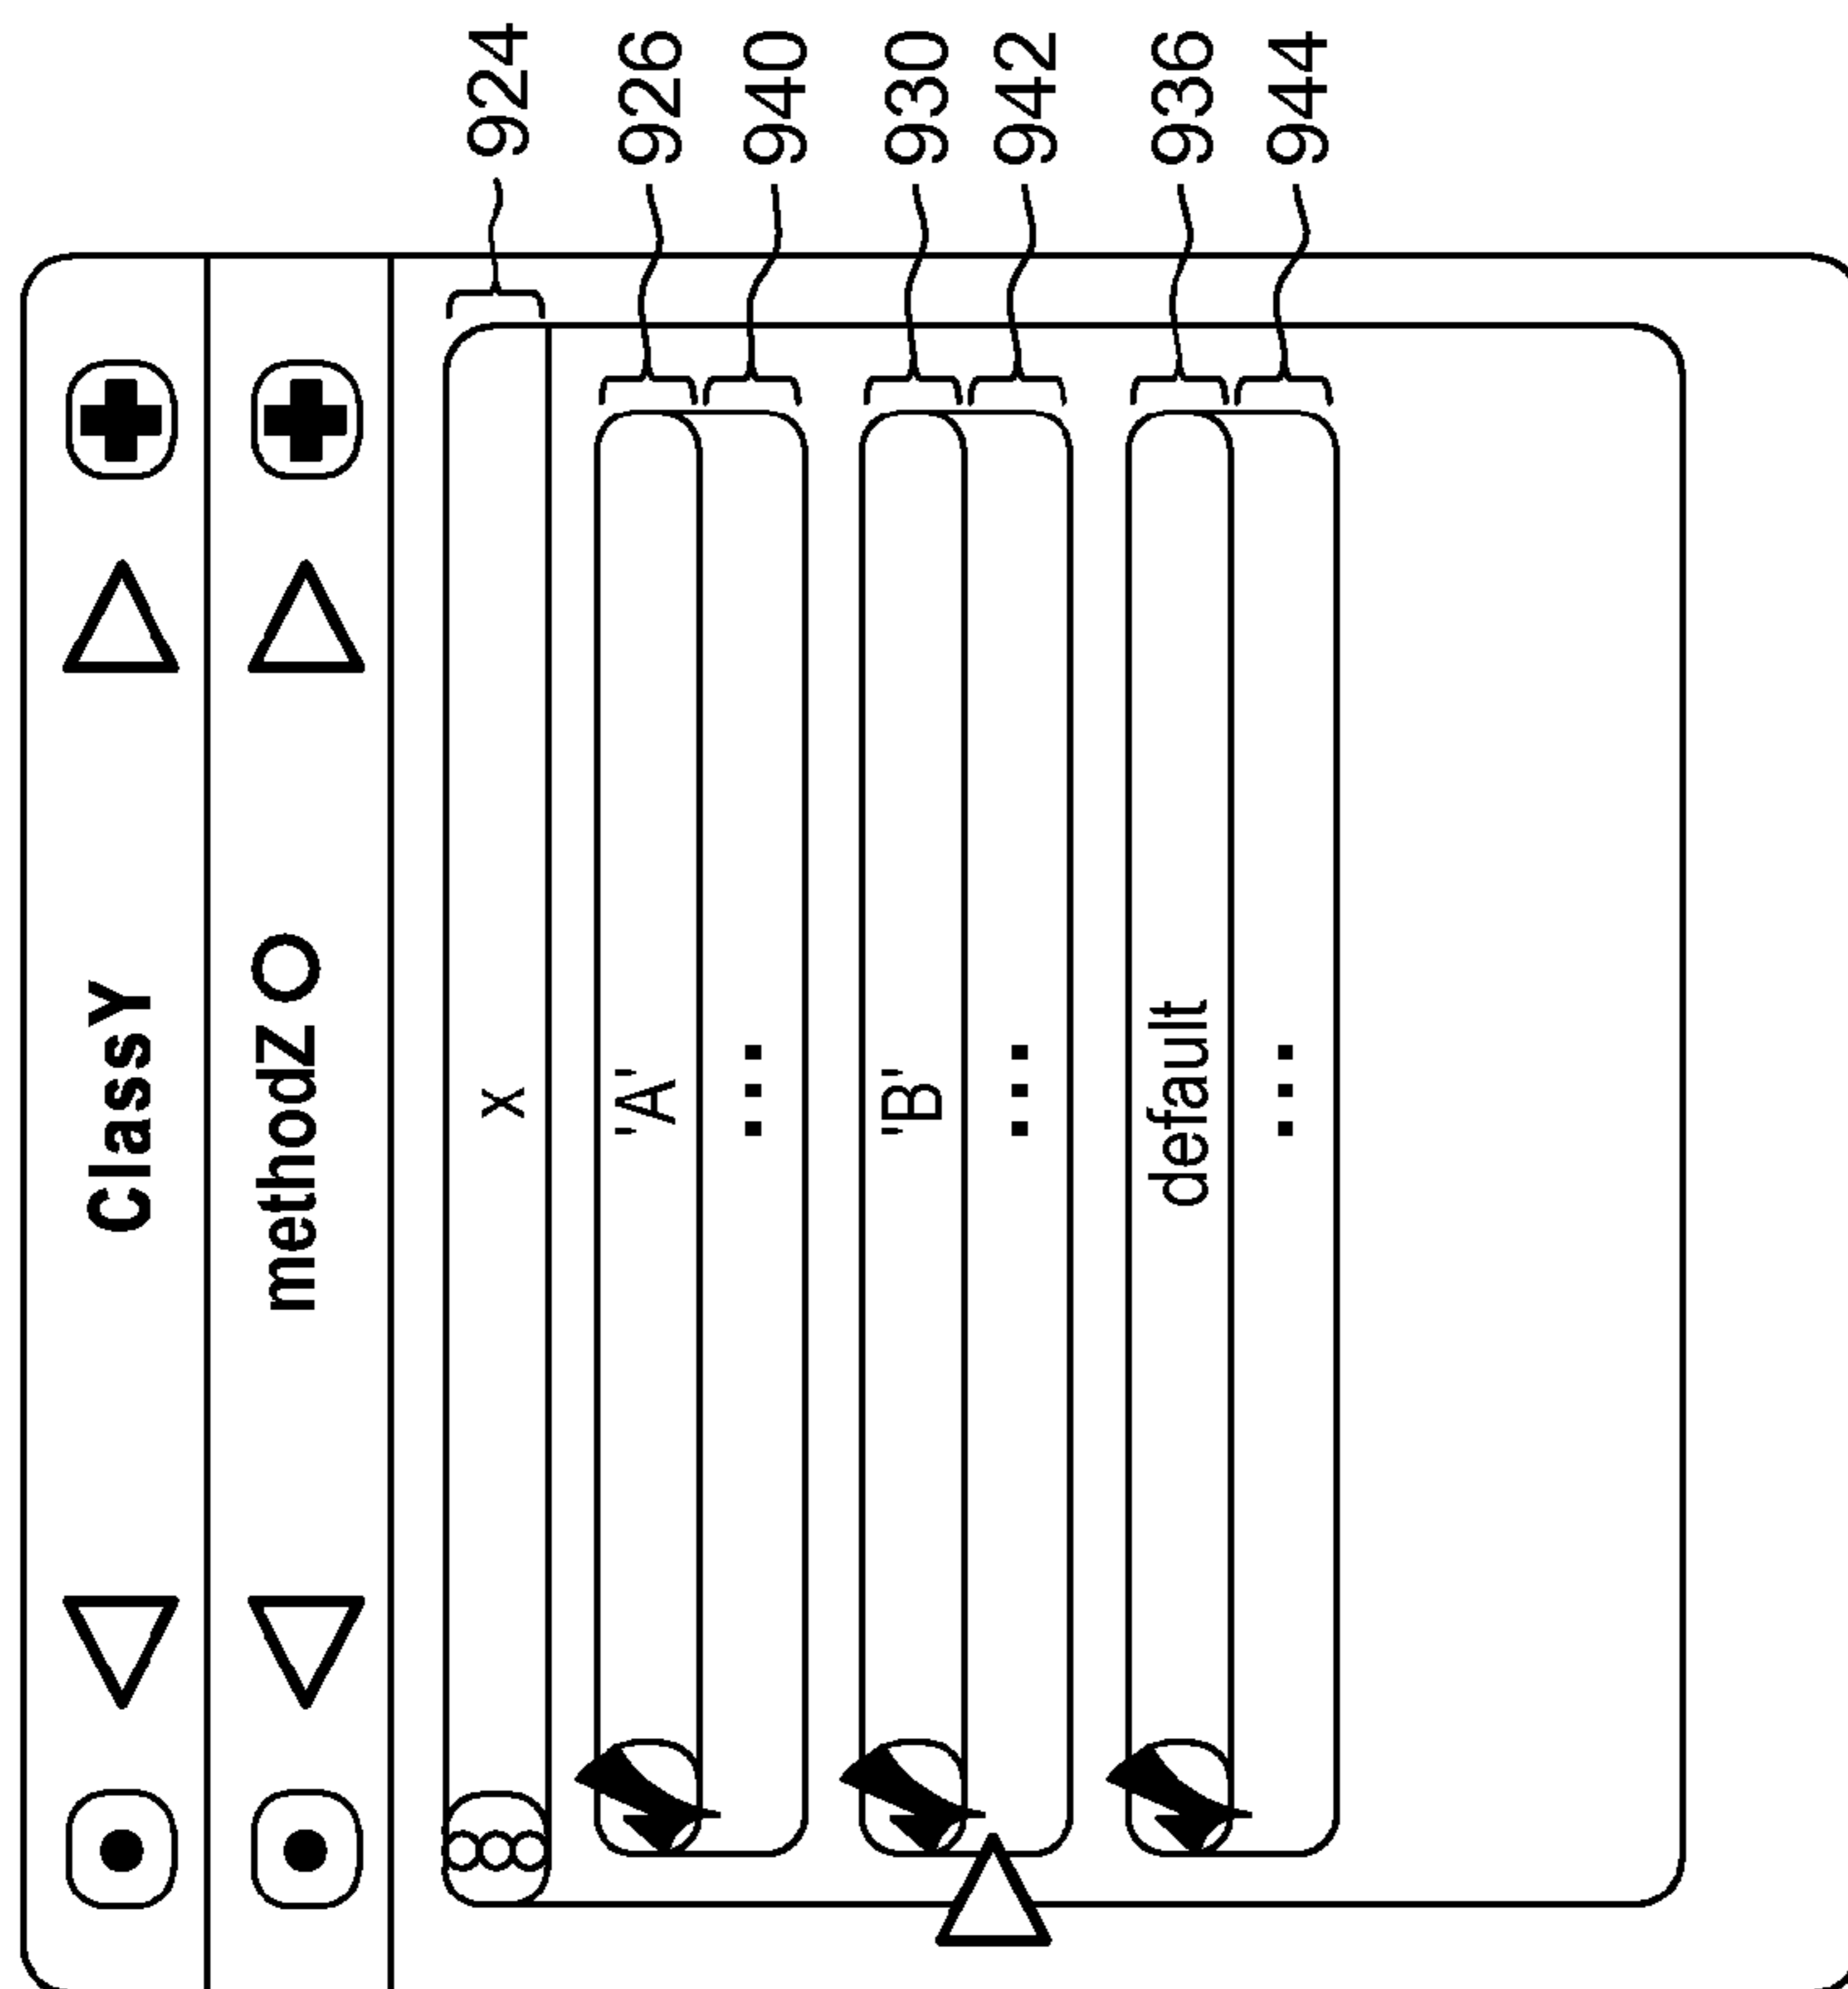 ClassY
methodZ
x
924
'A'
926
...
940
'B'
930
...
942
default
936
...
944